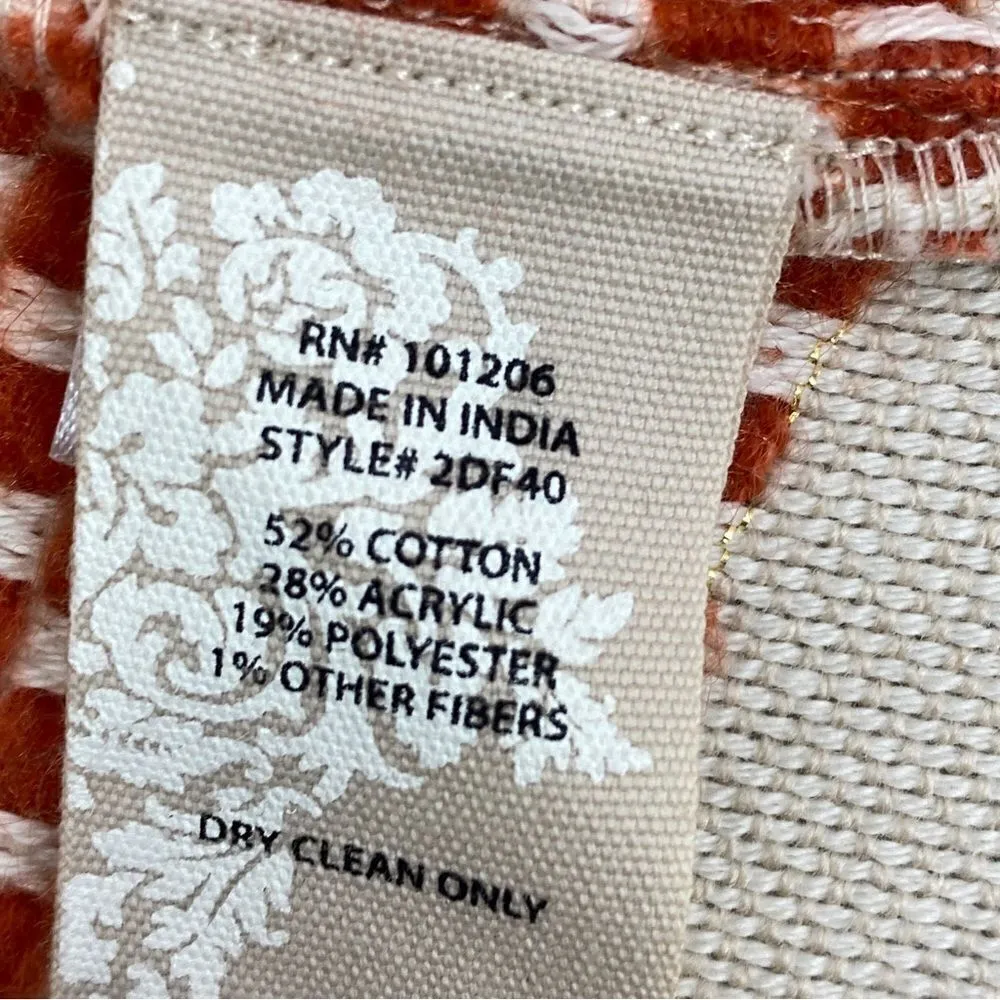 RN# 101206
MADE IN INDIA
STYLE# 2DF40
52% COTTON
28% ACRYLIC
19% POLYESTER
1% OTHER FIBERS
DRY CLEAN ONLY